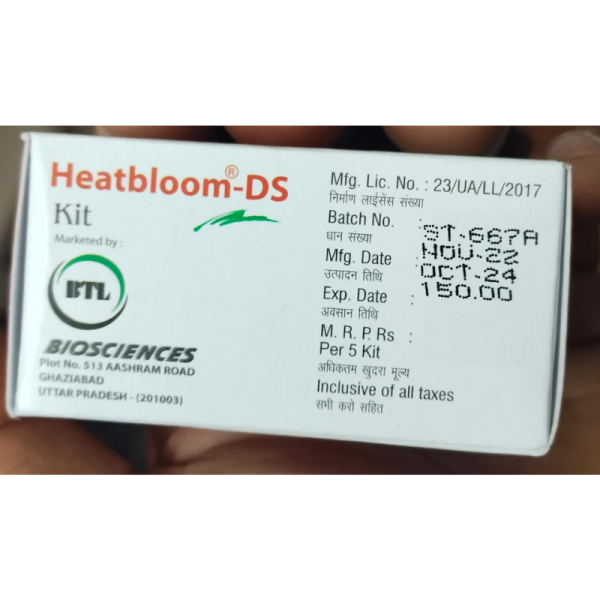 Heatbloom®-DS
Kit
Marketed by :
BTL
BIOSCIENCES
Plot No. 513 AASHRAM ROAD
GHAZIABAD
UTTAR PRADESH - (201003)
Mfg. Lic. No. : 23/UA/LL/2017
निर्माण लाईसेंस संख्या
Batch No. :
धान संख्या
ST-667A
Mfg. Date :
NOV-22
उत्पादन तिथि
OCT-24
Exp. Date :
150.00
अवसान तिथि
M. R. P. Rs :
Per 5 Kit
अधिकतम खुदरा मूल्य
Inclusive of all taxes
सभी करो सहित